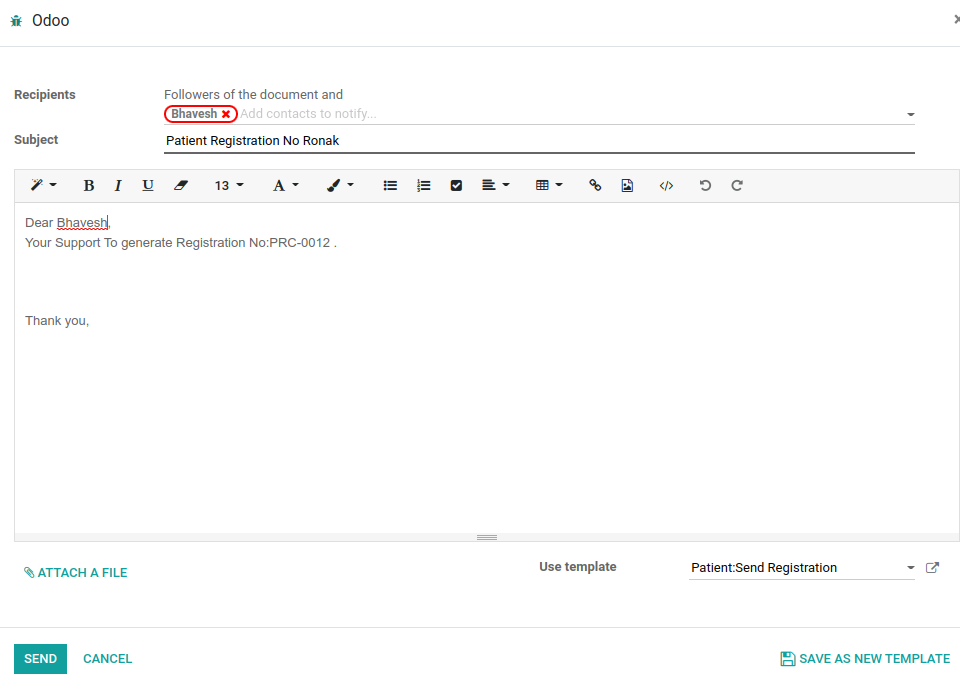 Odoo
Recipients
Followers of the document and
Bhavesh
Add contacts to notify...
Subject
Patient Registration No Ronak
B I U 13 A
Dear Bhavesh,
Your Support To generate Registration No:PRC-0012 .
Thank you,
ATTACH A FILE
Use template
Patient:Send Registration
SEND
CANCEL
SAVE AS NEW TEMPLATE